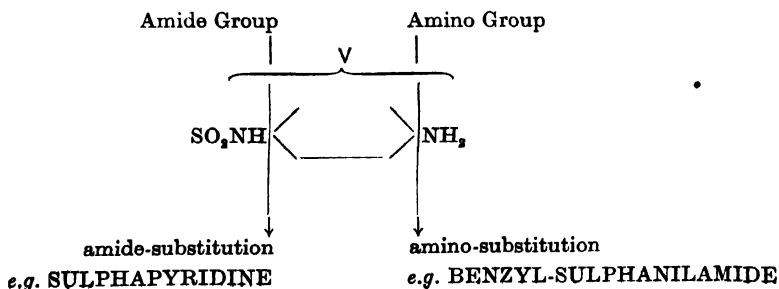 Amide Group Amino Group
V
SO₂NH NH₂
amide-substitution amino-substitution
e.g. SULPHAPYRIDINE e.g. BENZYL-SULPHANILAMIDE